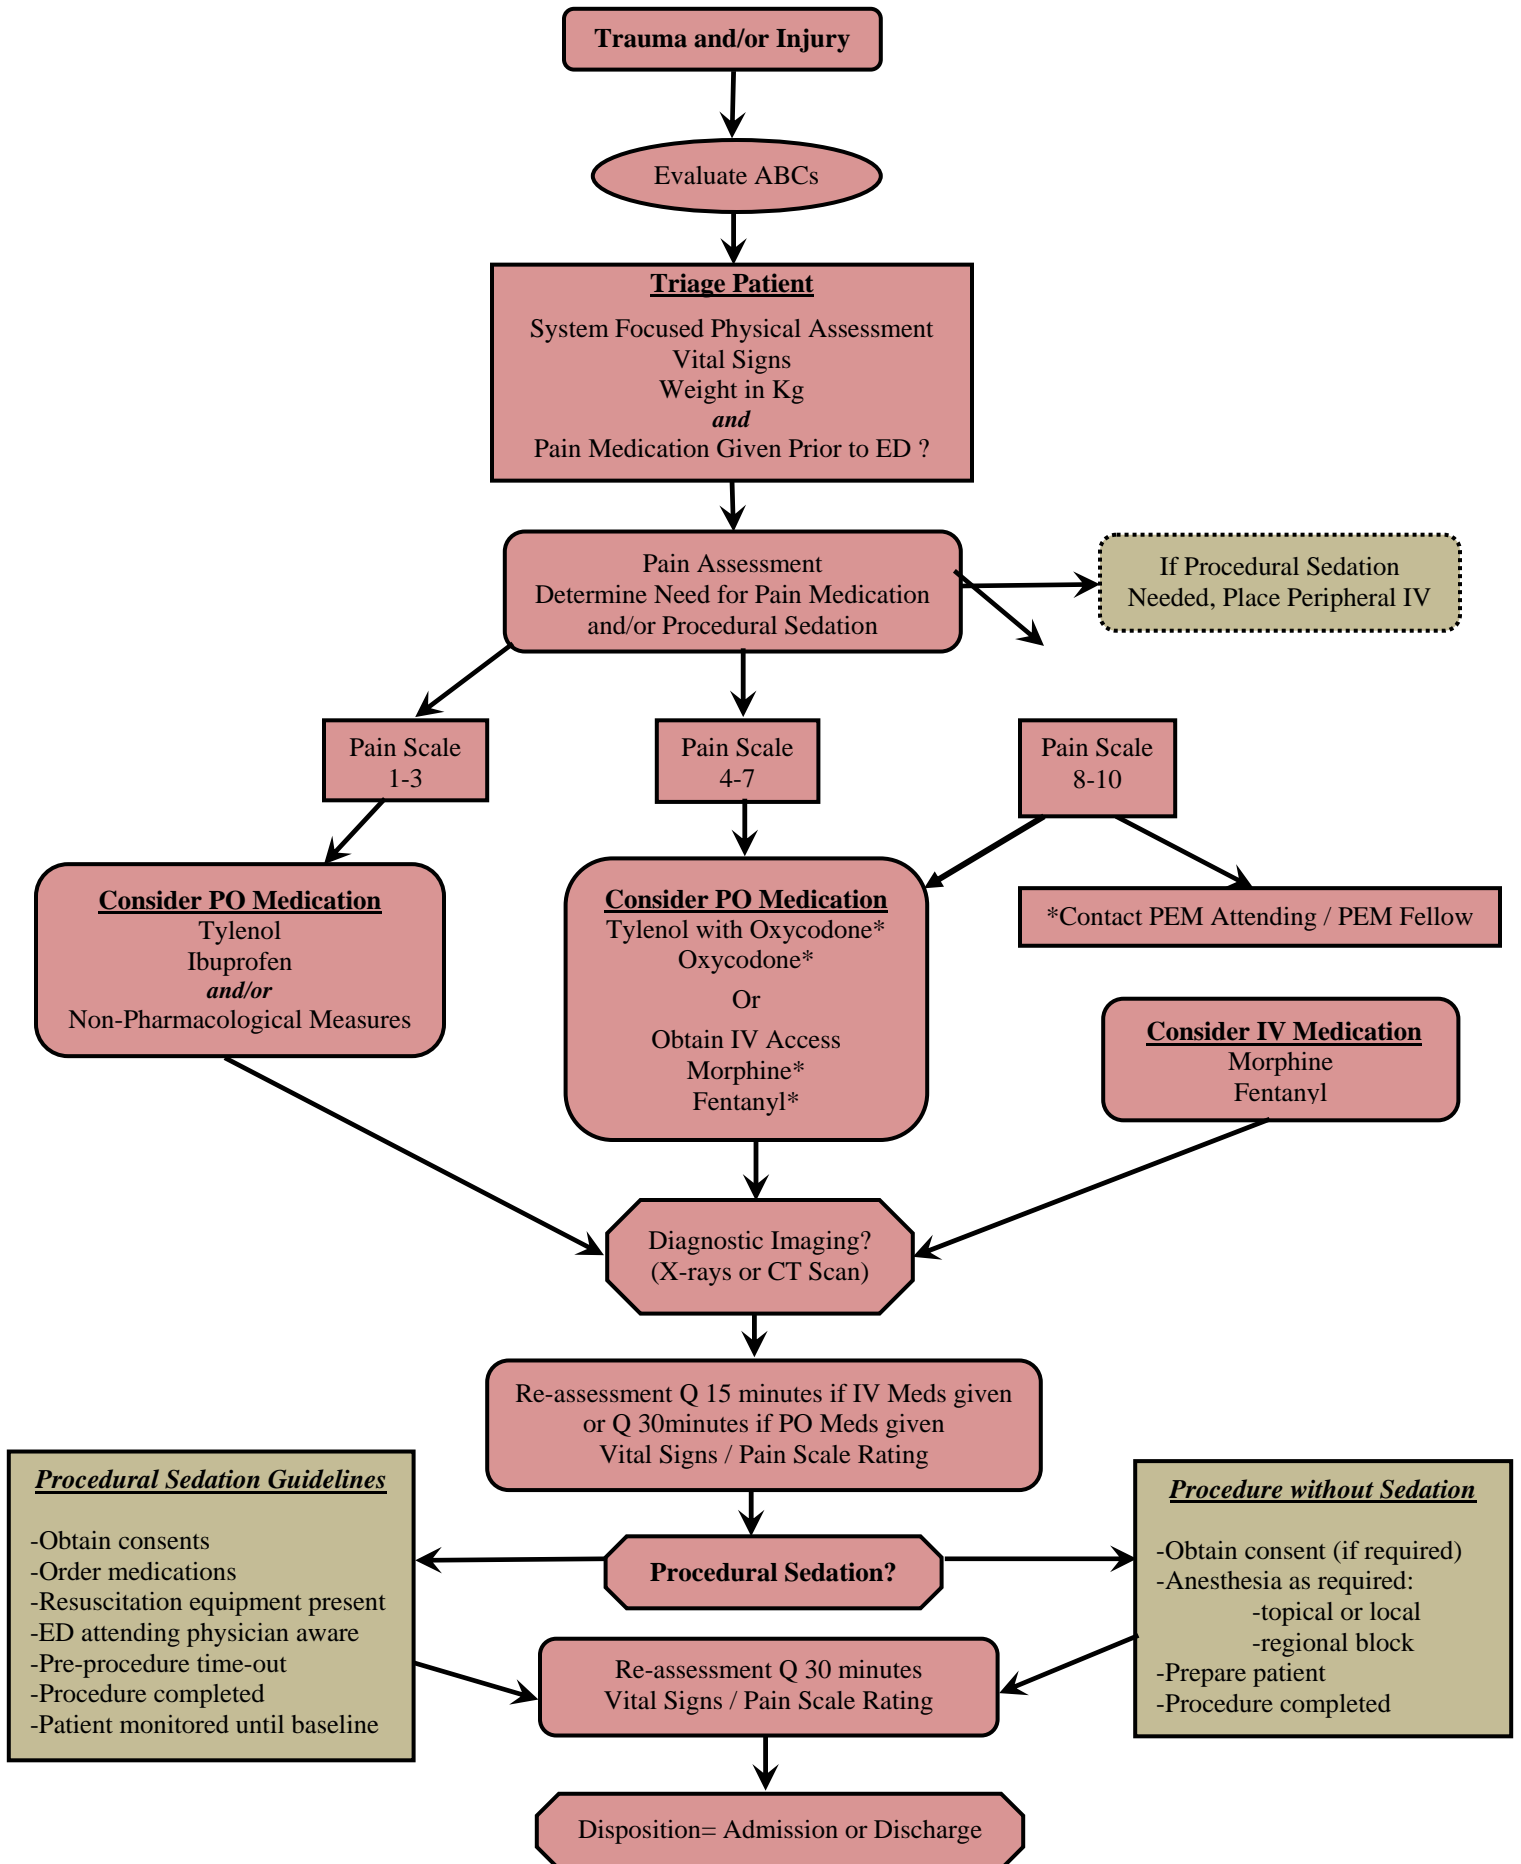 Trauma and/or Injury
Evaluate ABCs
Triage Patient
System Focused Physical Assessment
Vital Signs
Weight in Kg
and
Pain Medication Given Prior to ED ?
Pain Assessment
Determine Need for Pain Medication
and/or Procedural Sedation
If Procedural Sedation
Needed, Place Peripheral IV
Pain Scale
1-3
Pain Scale
4-7
Pain Scale
8-10
Consider PO Medication
Tylenol
Ibuprofen
and/or
Non-Pharmacological Measures
Consider PO Medication
Tylenol with Oxycodone*
Oxycodone*
Or
Obtain IV Access
Morphine*
Fentanyl*
*Contact PEM Attending / PEM Fellow
Consider IV Medication
Morphine
Fentanyl
Diagnostic Imaging?
(X-rays or CT Scan)
Re-assessment Q 15 minutes if IV Meds given
or Q 30minutes if PO Meds given
Vital Signs / Pain Scale Rating
Procedural Sedation Guidelines
-Obtain consents
-Order medications
-Resuscitation equipment present
-ED attending physician aware
-Pre-procedure time-out
-Procedure completed
-Patient monitored until baseline
Procedural Sedation?
Procedure without Sedation
-Obtain consent (if required)
-Anesthesia as required:
-topical or local
-regional block
-Prepare patient
-Procedure completed
Re-assessment Q 30 minutes
Vital Signs / Pain Scale Rating
Disposition= Admission or Discharge